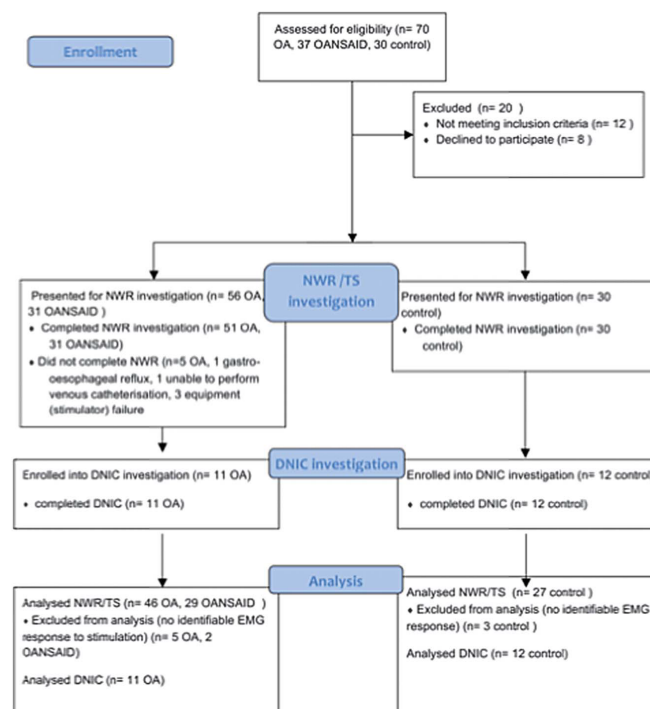 Assessed for eligibility (n= 70
OA, 37 OANSAID, 30 control)
Enrollment
Excluded (n= 20 )
♦ Not meeting inclusion criteria (n= 12 )
♦ Declined to participate (n= 8 )
NWR /TS
investigation
Presented for NWR investigation (n= 56 OA,
31 OANSAID )
♦ Completed NWR investigation (n= 51 OA,
31 OANSAID)
♦ Did not complete NWR (n=5 OA, 1 gastro-
oesophageal reflux, 1 unable to perform
venous catheterisation, 3 equipment
(stimulator) failure
Presented for NWR investigation (n= 30
control)
♦ Completed NWR investigation (n= 30
control)
DNIC investigation
Enrolled into DNIC investigation (n= 11 OA)
♦ completed DNIC (n= 11 OA)
Enrolled into DNIC investigation (n= 12 control
♦ completed DNIC (n= 12 control)
Analysis
Analysed NWR/TS (n= 46 OA, 29 OANSAID )
♦ Excluded from analysis (no identifiable EMG
response to stimulation) (n= 5 OA, 2
OANSAID)
Analysed DNIC (n= 11 OA)
Analysed NWR/TS (n= 27 control )
♦ Excluded from analysis (no identifiable EMG
response) (n= 3 control )
Analysed DNIC (n= 12 control)